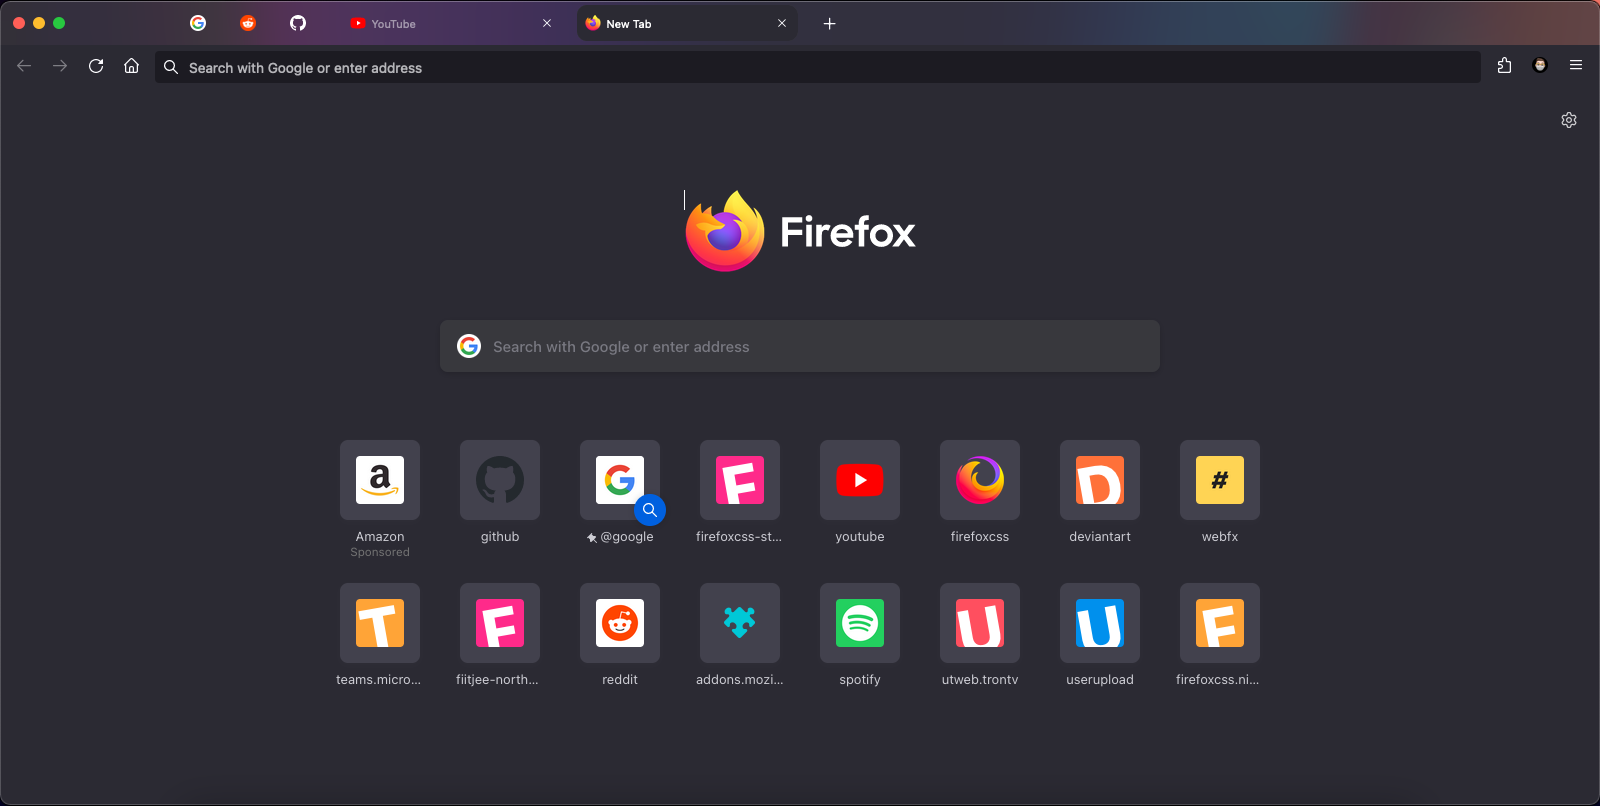 YouTube
New Tab
Search with Google or enter address
Firefox
Search with Google or enter address
Amazon
Sponsored
github
@google
firefoxcss-st...
youtube
firefoxcss
deviantart
webfx
teams.micro...
fiitjee-north...
reddit
addons.mozi...
spotify
utweb.trontv
userupload
firefoxcss.ni...